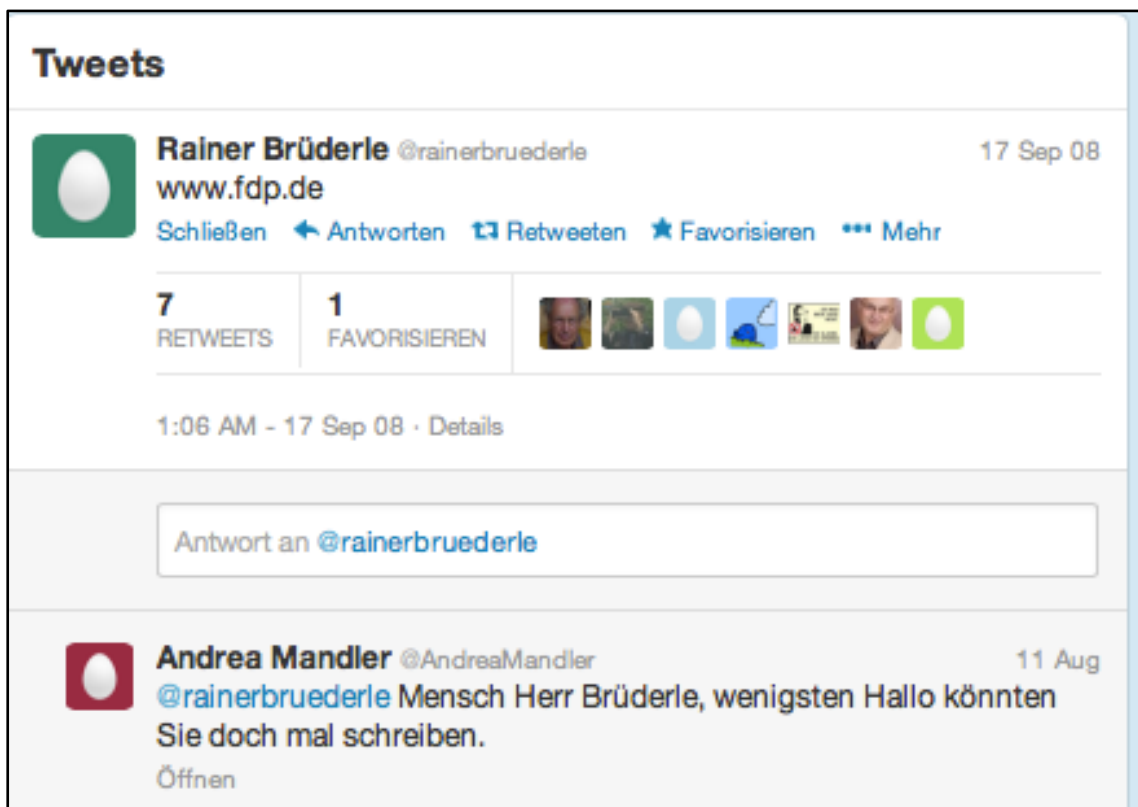 Tweets
Rainer Brüderle @rainerbruederle 17 Sep 08
www.fdp.de
Schließen Antworten Retweeten Favorisieren Mehr
7 1
RETWEETS FAVORISIEREN
1:06 AM - 17 Sep 08 · Details
Antwort an @rainerbruederle
Andrea Mandler @AndreaMandler 11 Aug
@rainerbruederle Mensch Herr Brüderle, wenigsten Hallo könnten
Sie doch mal schreiben.
Öffnen